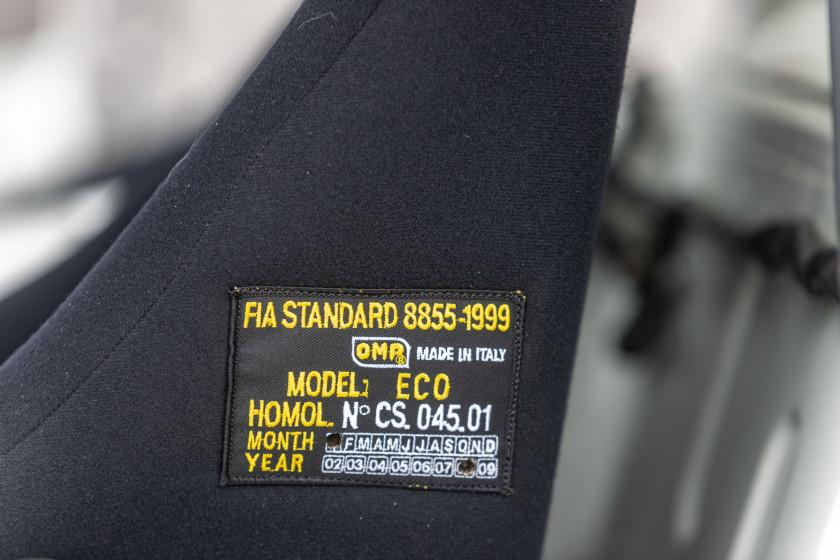 FIA STANDARD 8855-1999
OMP® MADE IN ITALY
MODEL: ECO
HOMOL. N° CS. 045.01
MONTH F M A M J J A S O N D
YEAR 02 03 04 05 06 07 09